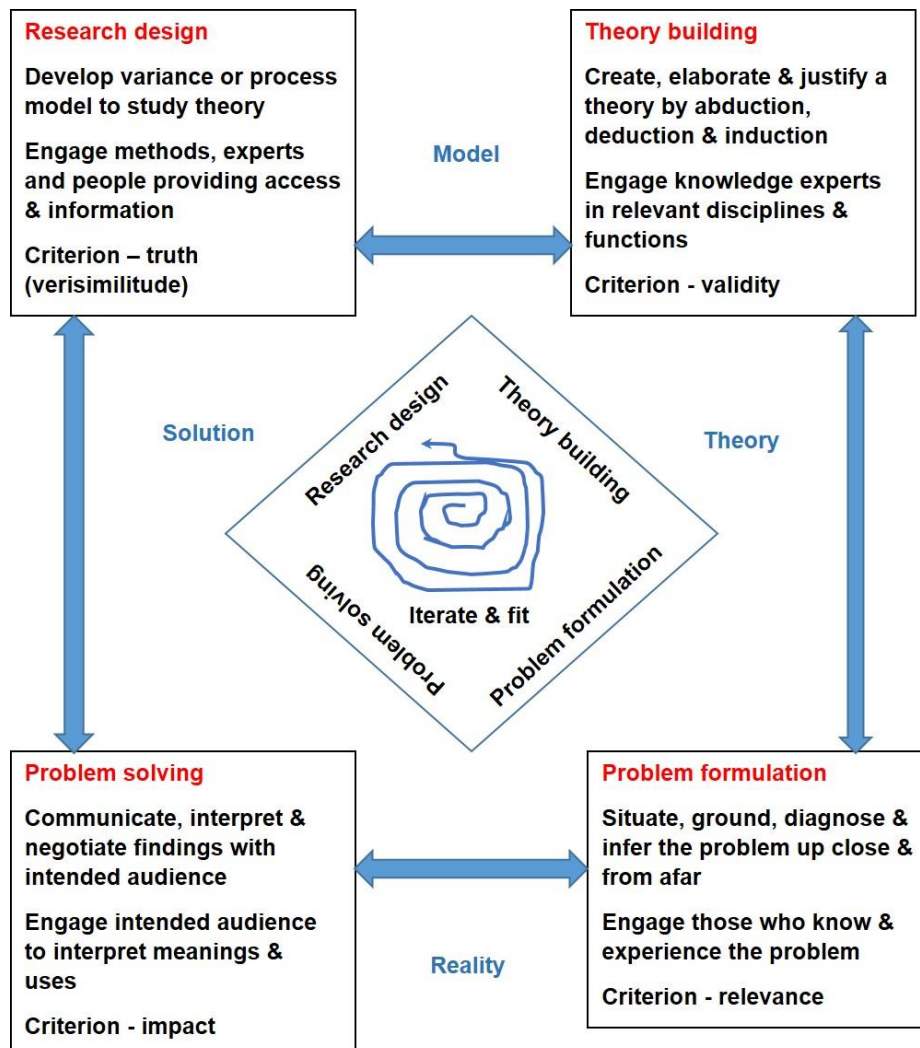 Research design
Develop variance or process
model to study theory
Engage methods, experts
and people providing access
& information
Criterion – truth
(verisimilitude)
Model
Theory building
Create, elaborate & justify a
theory by abduction,
deduction & induction
Engage knowledge experts
in relevant disciplines &
functions
Criterion - validity
Solution
Research design
Theory building
Theory
Problem solving
Iterate & fit
Problem formulation
Problem solving
Communicate, interpret &
negotiate findings with
intended audience
Engage intended audience
to interpret meanings &
uses
Criterion - impact
Reality
Problem formulation
Situate, ground, diagnose &
infer the problem up close &
from afar
Engage those who know &
experience the problem
Criterion - relevance